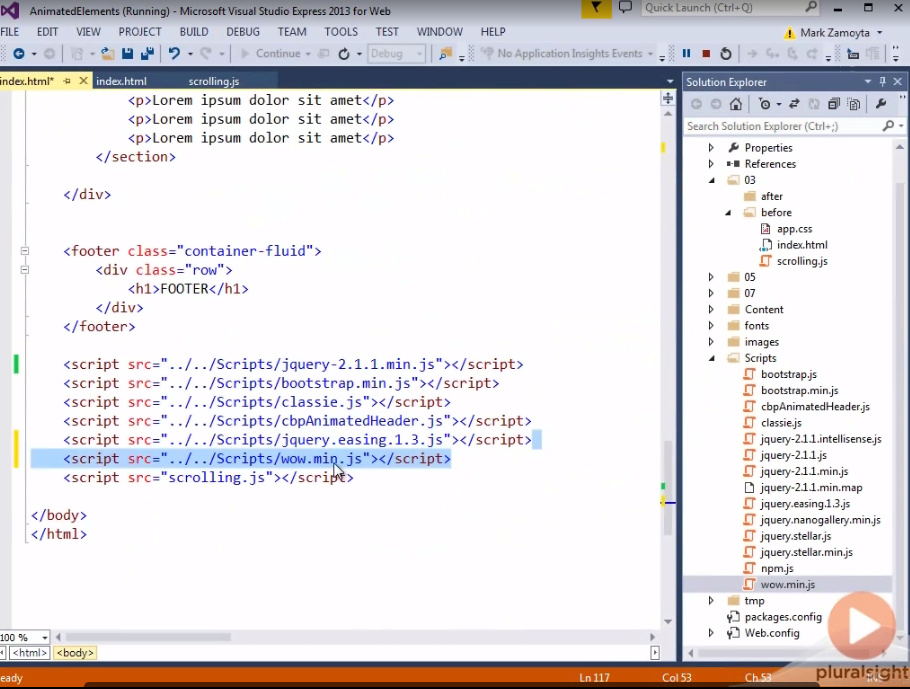 AnimatedElements (Running) - Microsoft Visual Studio Express 2013 for Web
Quick Launch (Ctrl+Q)
FILE EDIT VIEW PROJECT BUILD DEBUG TEAM TOOLS TEST WINDOW HELP
Mark Zamoyta
Continue
Debug
No Application Insights Events
index.html* index.html scrolling.js
<p>Lorem ipsum dolor sit amet</p>
<p>Lorem ipsum dolor sit amet</p>
<p>Lorem ipsum dolor sit amet</p>
</section>
</div>
<footer class="container-fluid">
<div class="row">
<h1>FOOTER</h1>
</div>
</footer>
<script src="../../Scripts/jquery-2.1.1.min.js"></script>
<script src="../../Scripts/bootstrap.min.js"></script>
<script src="../../Scripts/classie.js"></script>
<script src="../../Scripts/cbpAnimatedHeader.js"></script>
<script src="../../Scripts/jquery.easing.1.3.js"></script>
<script src="../../Scripts/wow.min.js"></script>
<script src="scrolling.js"></script>
</body>
</html>
100 %
<html> <body>
Solution Explorer
Search Solution Explorer (Ctrl+;)
Properties
References
03
after
before
app.css
index.html
scrolling.js
05
07
Content
fonts
images
Scripts
bootstrap.js
bootstrap.min.js
cbpAnimatedHeader.js
classie.js
jquery-2.1.1.intellisense.js
jquery-2.1.1.js
jquery-2.1.1.min.js
jquery-2.1.1.min.map
jquery.easing.1.3.js
jquery.nanogallery.min.js
jquery.stellar.js
jquery.stellar.min.js
npm.js
wow.min.js
tmp
packages.config
Web.config
pluralsight
eady Ln 117 Col 53 Ch 53 INS